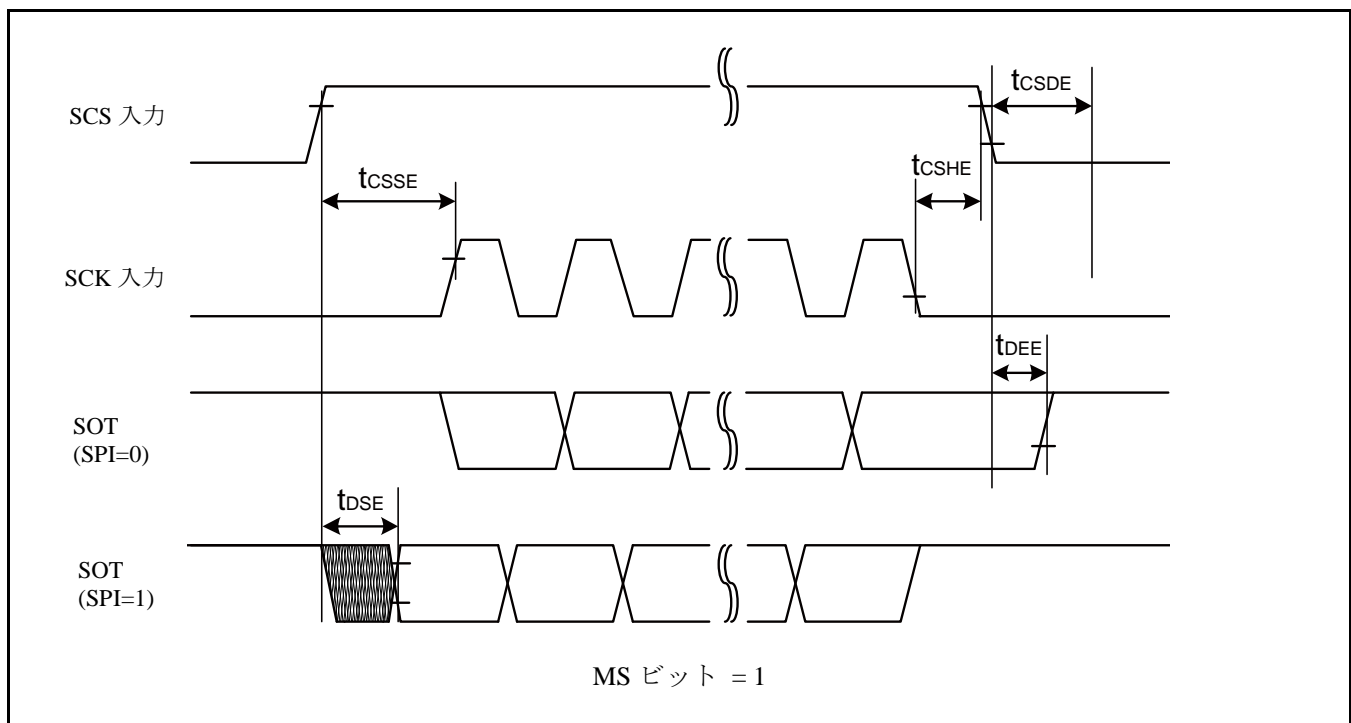 SCS 入力
tCSDE
tCSHE
tCSSE
SCK 入力
tDEE
SOT
(SPI=0)
tDSE
SOT
(SPI=1)
MS ビット = 1